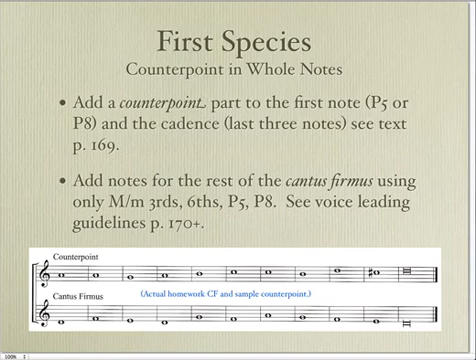 First Species
Counterpoint in Whole Notes
• Add a counterpoint part to the first note (P5 or
P8) and the cadence (last three notes) see text
p. 169.
• Add notes for the rest of the cantus firmus using
only M/m 3rds, 6ths, P5, P8. See voice leading
guidelines p. 170+.
Counterpoint
Cantus Firmus
(Actual homework CF and sample counterpoint.)
100%